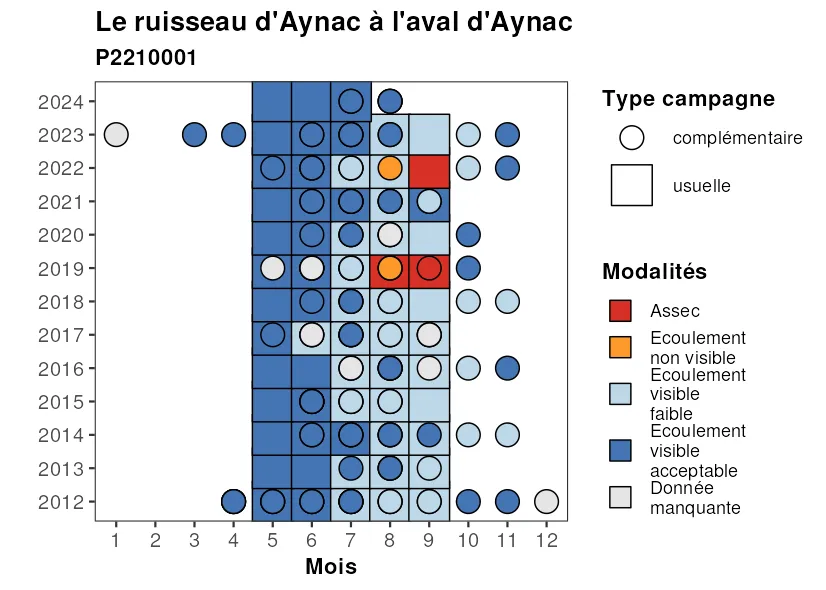 Le ruisseau d'Aynac à l'aval d'Aynac
P2210001
2024
2023
2022
2021
2020
2019
2018
2017
2016
2015
2014
2013
2012
1 2 3 4 5 6 7 8 9 10 11 12
Mois
Type campagne
complémentaire
usuelle
Modalités
Assec
Ecoulement
non visible
Ecoulement
visible
faible
Ecoulement
visible
acceptable
Donnée
manquante